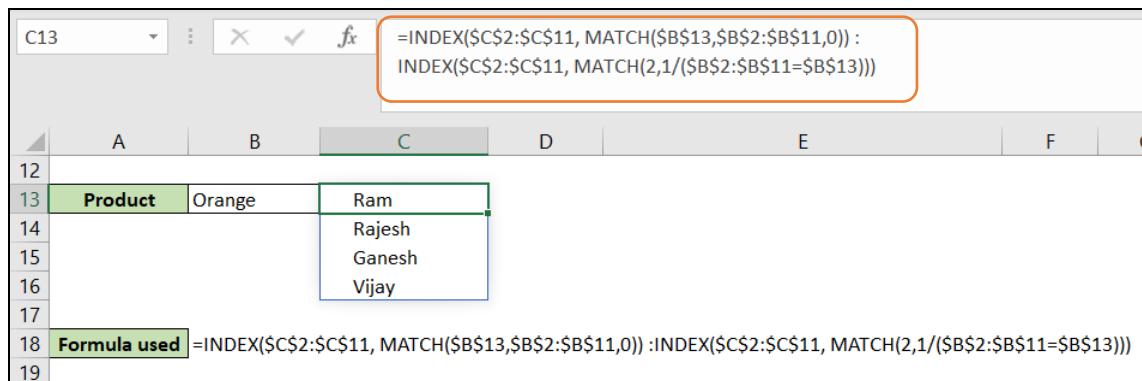 C13 fx =INDEX($C$2:$C$11, MATCH($B$13,$B$2:$B$11,0)) :
INDEX($C$2:$C$11, MATCH(2,1/($B$2:$B$11=$B$13)))
A B C D E F
12
13 Product Orange Ram
14 Rajesh
15 Ganesh
16 Vijay
17
18 Formula used =INDEX($C$2:$C$11, MATCH($B$13,$B$2:$B$11,0)) :INDEX($C$2:$C$11, MATCH(2,1/($B$2:$B$11=$B$13)))
19